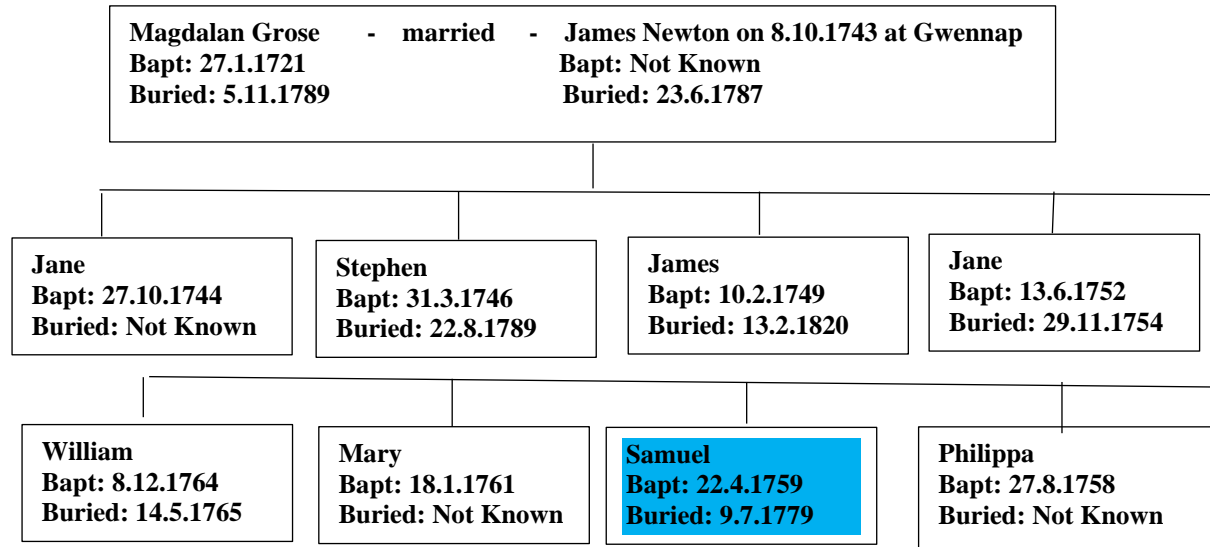 Magdalan Grose - married - James Newton on 8.10.1743 at Gwennap
Bapt: 27.1.1721 Bapt: Not Known
Buried: 5.11.1789 Buried: 23.6.1787
Jane
Bapt: 27.10.1744
Buried: Not Known
Stephen
Bapt: 31.3.1746
Buried: 22.8.1789
James
Bapt: 10.2.1749
Buried: 13.2.1820
Jane
Bapt: 13.6.1752
Buried: 29.11.1754
William
Bapt: 8.12.1764
Buried: 14.5.1765
Mary
Bapt: 18.1.1761
Buried: Not Known
Samuel
Bapt: 22.4.1759
Buried: 9.7.1779
Philippa
Bapt: 27.8.1758
Buried: Not Known